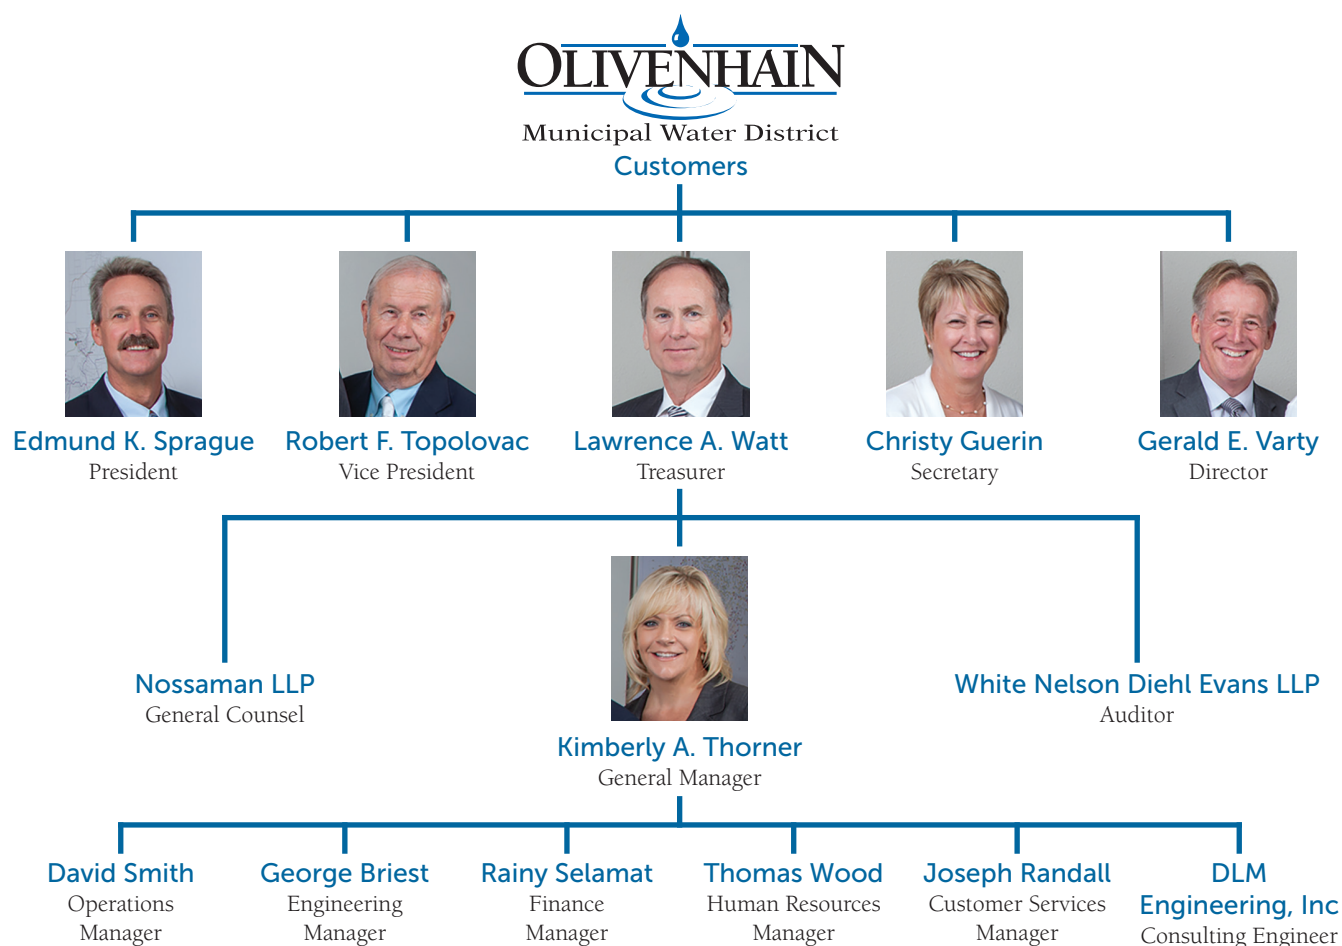 OLIVENHAIN
Municipal Water District
Customers
Edmund K. Sprague
President
Robert F. Topolovac
Vice President
Lawrence A. Watt
Treasurer
Christy Guerin
Secretary
Gerald E. Varty
Director
Nossaman LLP
General Counsel
Kimberly A. Thorner
General Manager
White Nelson Diehl Evans LLP
Auditor
David Smith
Operations
Manager
George Briest
Engineering
Manager
Rainy Selamat
Finance
Manager
Thomas Wood
Human Resources
Manager
Joseph Randall
Customer Services
Manager
DLM
Engineering, Inc
Consulting Engineer